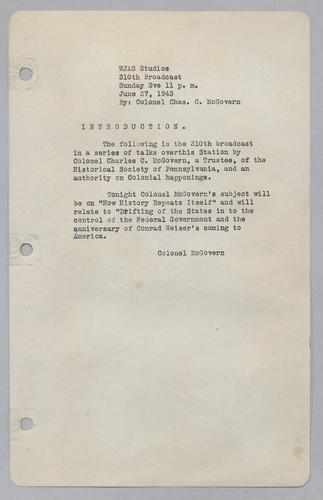 WJAS Studios
310th Broadcast
Sunday Eve 11 p. m.
June 27, 1943
By: Colonel Chas. C. McGovern
I N T R O D U C T I O N .
The following is the 310th broadcast
in a series of talks overthis Station by
Colonel Charles C. McGovern, a Trustee, of the
Historical Society of Pennsylvania, and an
authority on Colonial happenings.
Tonight Colonel McGovern's subject will
be on "How History Repeats Itself" and will
relate to "Drifting of the States in to the
control of the Federal Government and the
anniversary of Conrad Weiser's coming to
America.
Colonel McGovern